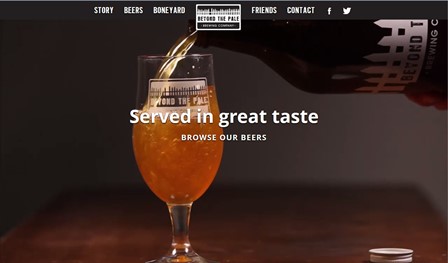 STORY BEERS BONEYARD BEYOND THE PALE FRIENDS CONTACT
BREWING COMPANY
BEYOND THE PALE
Served in great taste
BROWSE OUR BEERS
BEYOND T
BREWING C